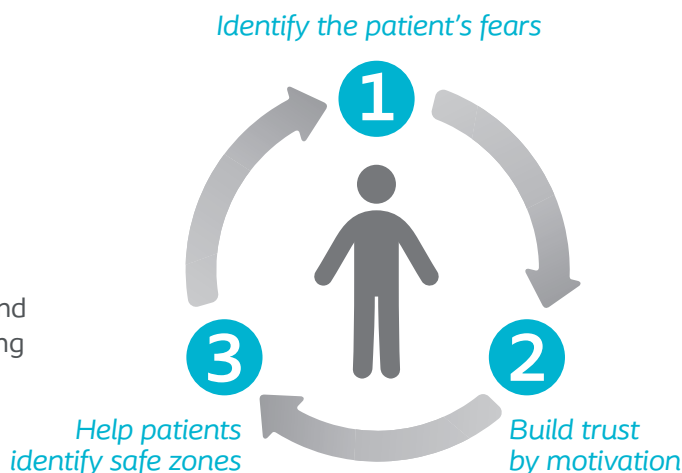 Identify the patient's fears
1
nd
ng
3
2
Help patients
identify safe zones
Build trust
by motivation